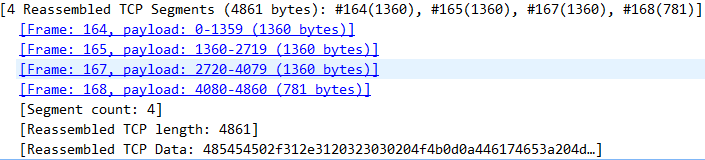 [4 Reassembled TCP Segments (4861 bytes): #164(1360), #165(1360), #167(1360), #168(781)]
[Frame: 164, payload: 0-1359 (1360 bytes)]
[Frame: 165, payload: 1360-2719 (1360 bytes)]
[Frame: 167, payload: 2720-4079 (1360 bytes)]
[Frame: 168, payload: 4080-4860 (781 bytes)]
[Segment count: 4]
[Reassembled TCP length: 4861]
[Reassembled TCP Data: 485454502f312e3120323030204f4b0d0a446174653a204d…]